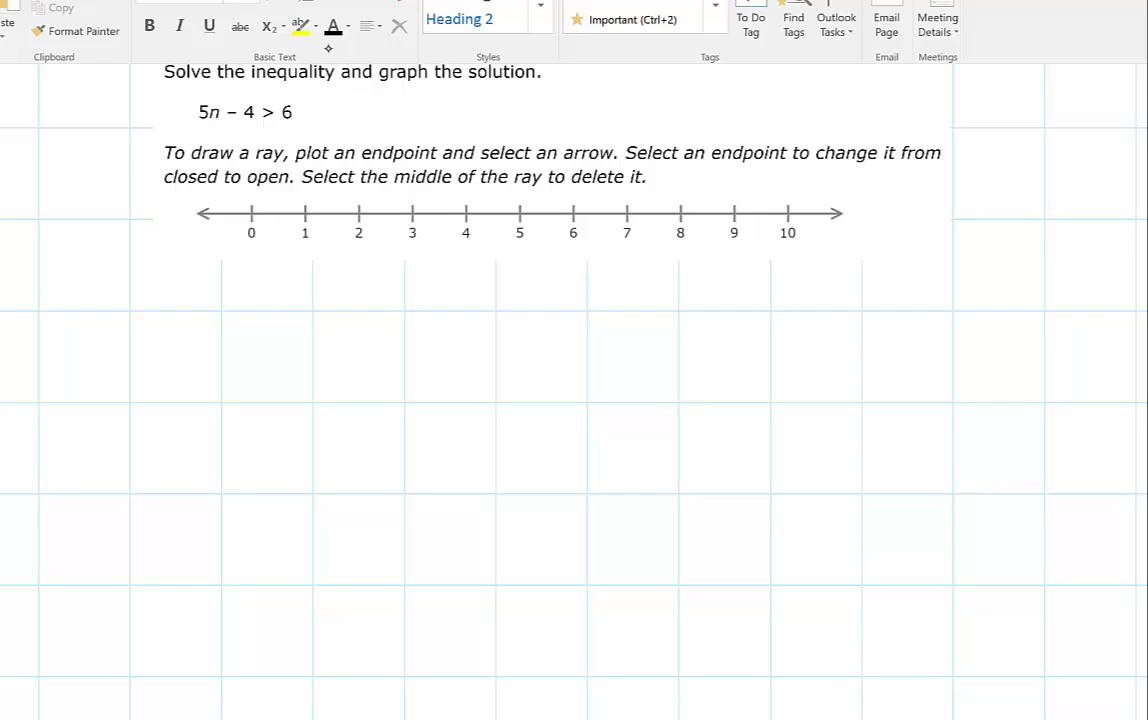 Copy
ste
Format Painter
B I U abc X₂ aby A
Heading 2
Important (Ctrl+2)
To Do Tag
Find Tags
Outlook Tasks
Email Page
Meeting Details
Clipboard
Basic Text
Styles
Tags
Email
Meetings
Solve the inequality and graph the solution.
5n – 4 > 6
To draw a ray, plot an endpoint and select an arrow. Select an endpoint to change it from
closed to open. Select the middle of the ray to delete it.
0 1 2 3 4 5 6 7 8 9 10